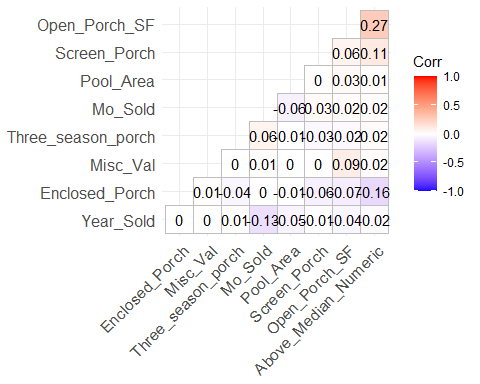 Open_Porch_SF 0.27
Screen_Porch 0.06 0.11
Pool_Area 0 0.03 0.01
Mo_Sold -0.06 0.03 0.02 0.02
Three_season_porch 0.06 -0.01 -0.03 -0.02 0.02
Misc_Val 0 0.01 0 0 0.09 -0.02
Enclosed_Porch 0.01 -0.04 0 -0.01 -0.06 -0.07 -0.16
Year_Sold 0 0 0.01 -0.13 -0.05 -0.01 -0.04 -0.02
Enclosed_Porch
Misc_Val
Three_season_porch
Mo_Sold
Pool_Area
Screen_Porch
Open_Porch_SF
Above_Median_Numeric
Corr
1.0
0.5
0.0
-0.5
-1.0